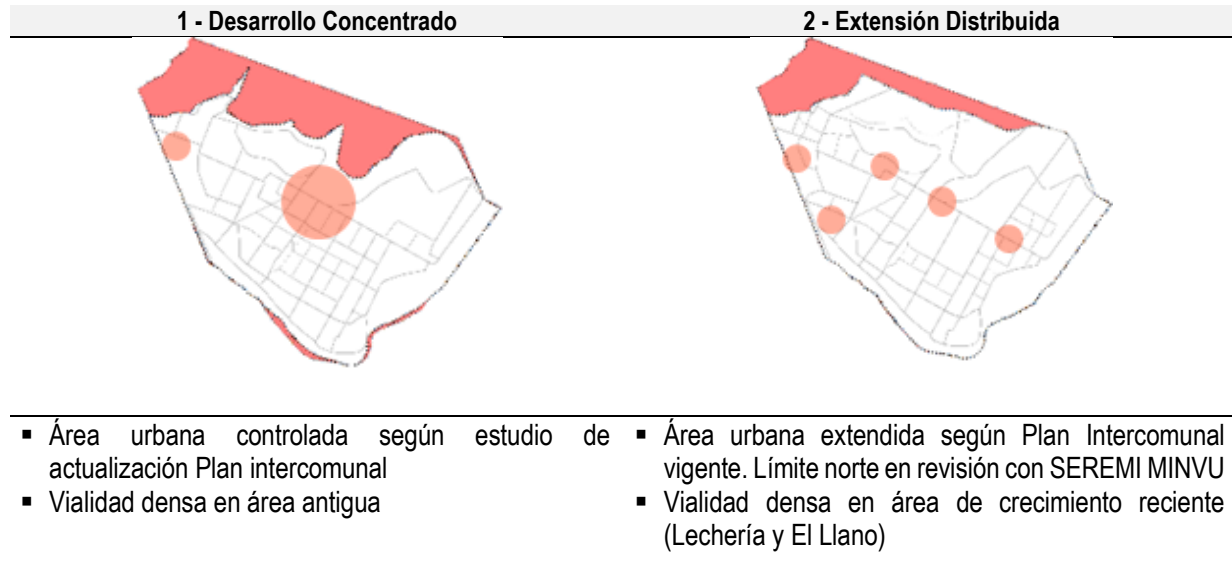 1 - Desarrollo Concentrado
2 - Extensión Distribuida
▪ Área urbana controlada según estudio de
actualización Plan intercomunal
▪ Vialidad densa en área antigua
▪ Área urbana extendida según Plan Intercomunal
vigente. Límite norte en revisión con SEREMI MINVU
▪ Vialidad densa en área de crecimiento reciente
(Lechería y El Llano)